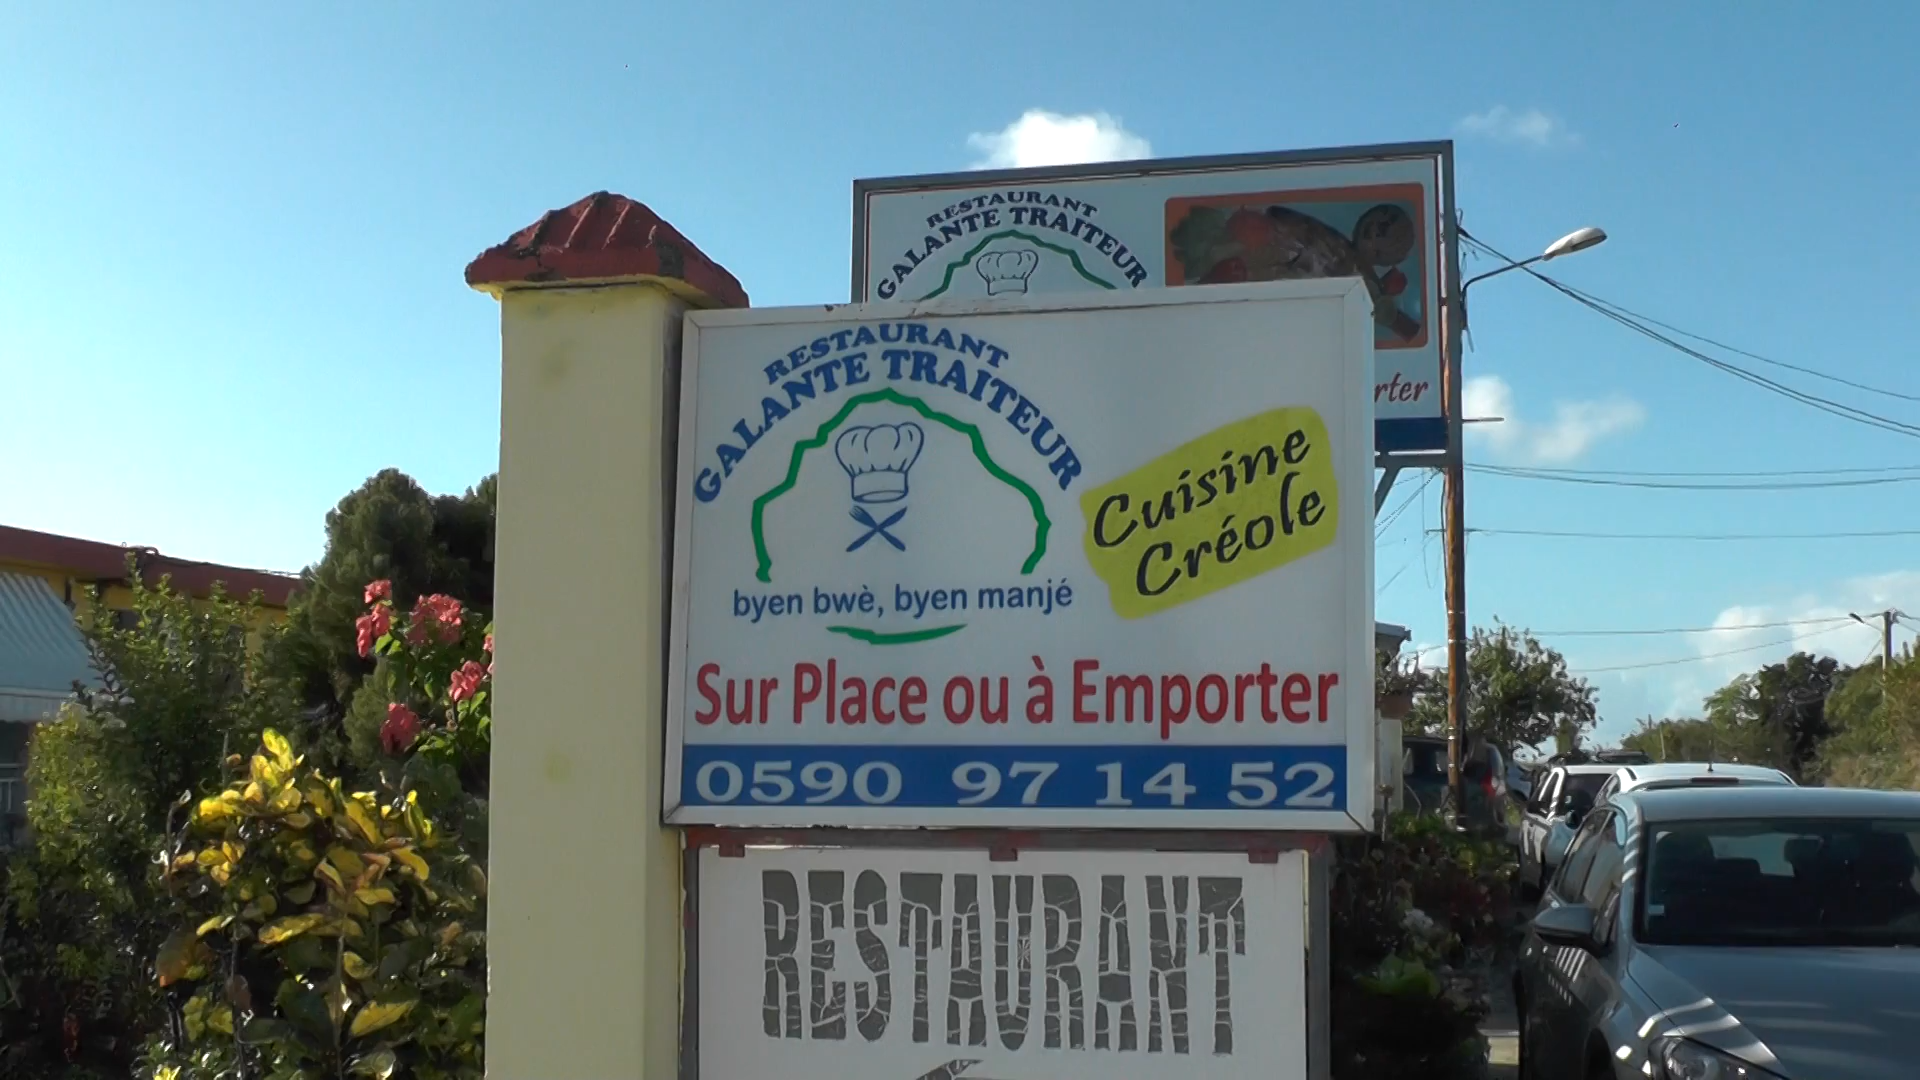 RESTAURANT
GALANTE TRAITEUR
rter
RESTAURANT
GALANTE TRAITEUR
Cuisine
Créole
byen bwè, byen manjé
Sur Place ou à Emporter
0590 97 14 52
RESTAURANT